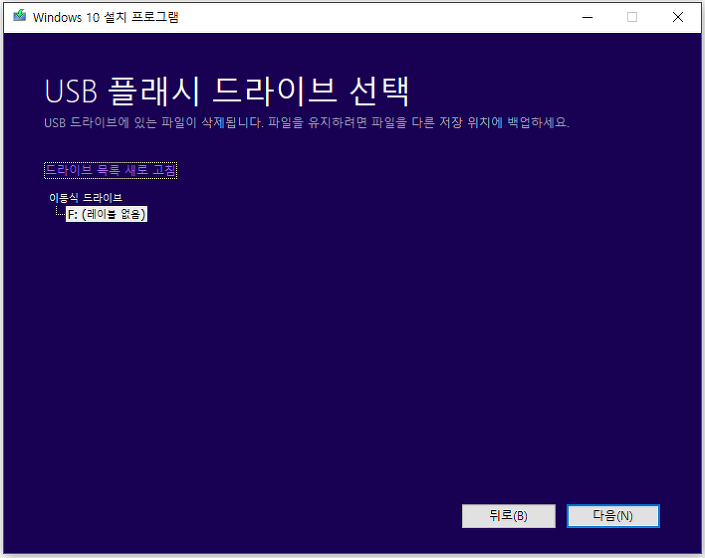 Windows 10 설치 프로그램
USB 플래시 드라이브 선택
USB 드라이브에 있는 파일이 삭제됩니다. 파일을 유지하려면 파일을 다른 저장 위치에 백업하세요.
드라이브 목록 새로 고침
이동식 드라이브
F: (레이블 없음)
뒤로(B) 다음(N)